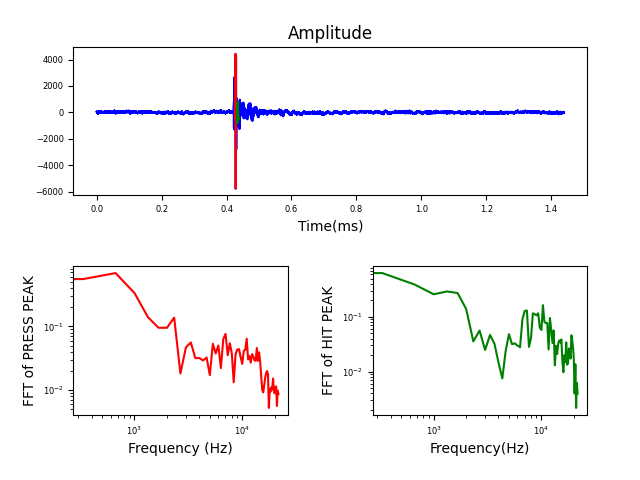 Amplitude
4000
2000
0
−2000
−4000
−6000
0.0 0.2 0.4 0.6 0.8 1.0 1.2 1.4
Time(ms)
FFT of PRESS PEAK
10⁻¹
10⁻²
10³ 10⁴
Frequency (Hz)
FFT of HIT PEAK
10⁻¹
10⁻²
10³ 10⁴
Frequency(Hz)